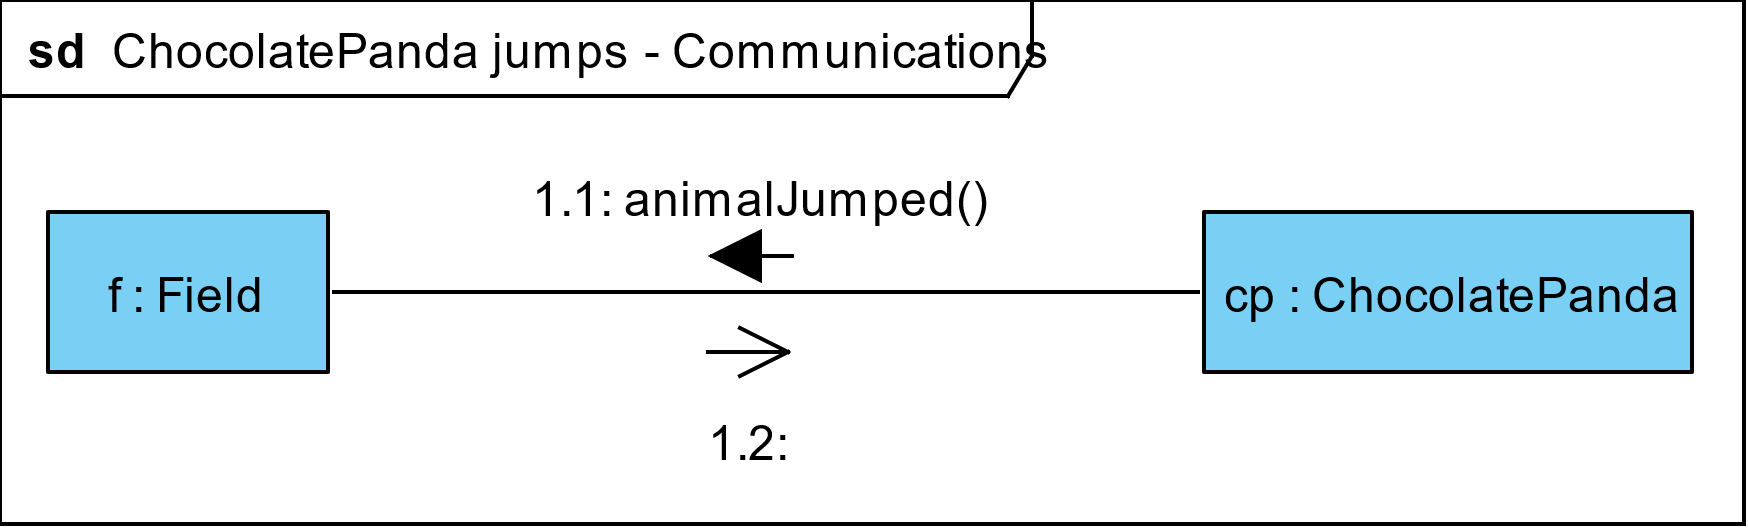 sd ChocolatePanda jumps - Communications
1.1: animalJumped()
f : Field
cp : ChocolatePanda
1.2: